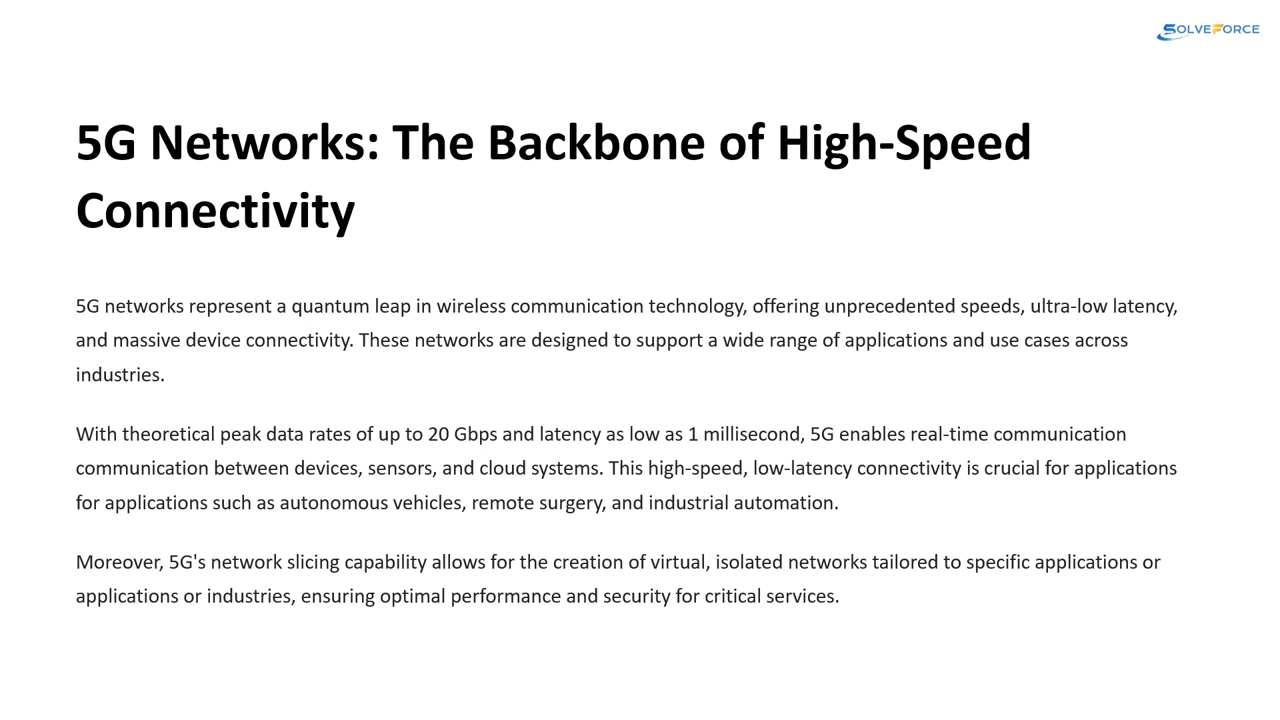 SOLVEFORCE
5G Networks: The Backbone of High-Speed
Connectivity
5G networks represent a quantum leap in wireless communication technology, offering unprecedented speeds, ultra-low latency,
and massive device connectivity. These networks are designed to support a wide range of applications and use cases across
industries.
With theoretical peak data rates of up to 20 Gbps and latency as low as 1 millisecond, 5G enables real-time communication
communication between devices, sensors, and cloud systems. This high-speed, low-latency connectivity is crucial for applications
for applications such as autonomous vehicles, remote surgery, and industrial automation.
Moreover, 5G's network slicing capability allows for the creation of virtual, isolated networks tailored to specific applications or
applications or industries, ensuring optimal performance and security for critical services.